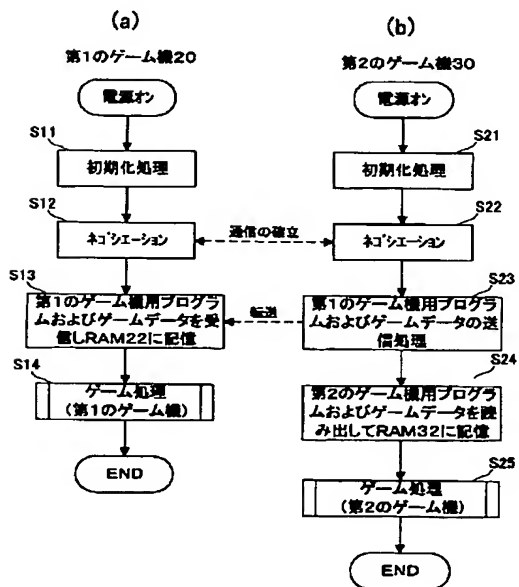 (a)
第1のゲーム機20
電源オン
S11
初期化処理
S12
ネゴシエーション
S13
第1のゲーム機用プログラ
ムおよびゲームデータを受
信しRAM22に記憶
S14
ゲーム処理
(第1のゲーム機)
END
通信の確立
転送
(b)
第2のゲーム機30
電源オン
S21
初期化処理
S22
ネゴシエーション
S23
第1のゲーム機用プログラ
ムおよびゲームデータの送
信処理
S24
第2のゲーム機用プログラ
ムおよびゲームデータを読
み出してRAM32に記憶
S25
ゲーム処理
(第2のゲーム機)
END